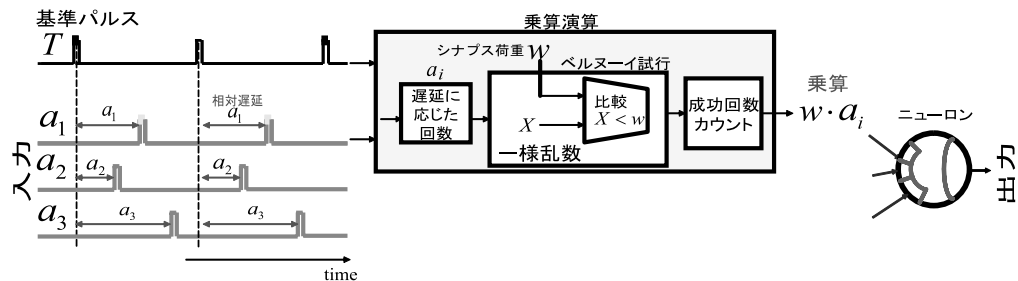 基準パルス
T
入力
a1
a1
相対遅延
a1
a2
a2
a2
a3
a3
a3
time
乗算演算
シナプス荷重 w
ai
遅延に
応じた
回数
ベルヌーイ試行
比較
X < w
X
一様乱数
成功回数
カウント
乗算
w・ai
ニューロン
出力